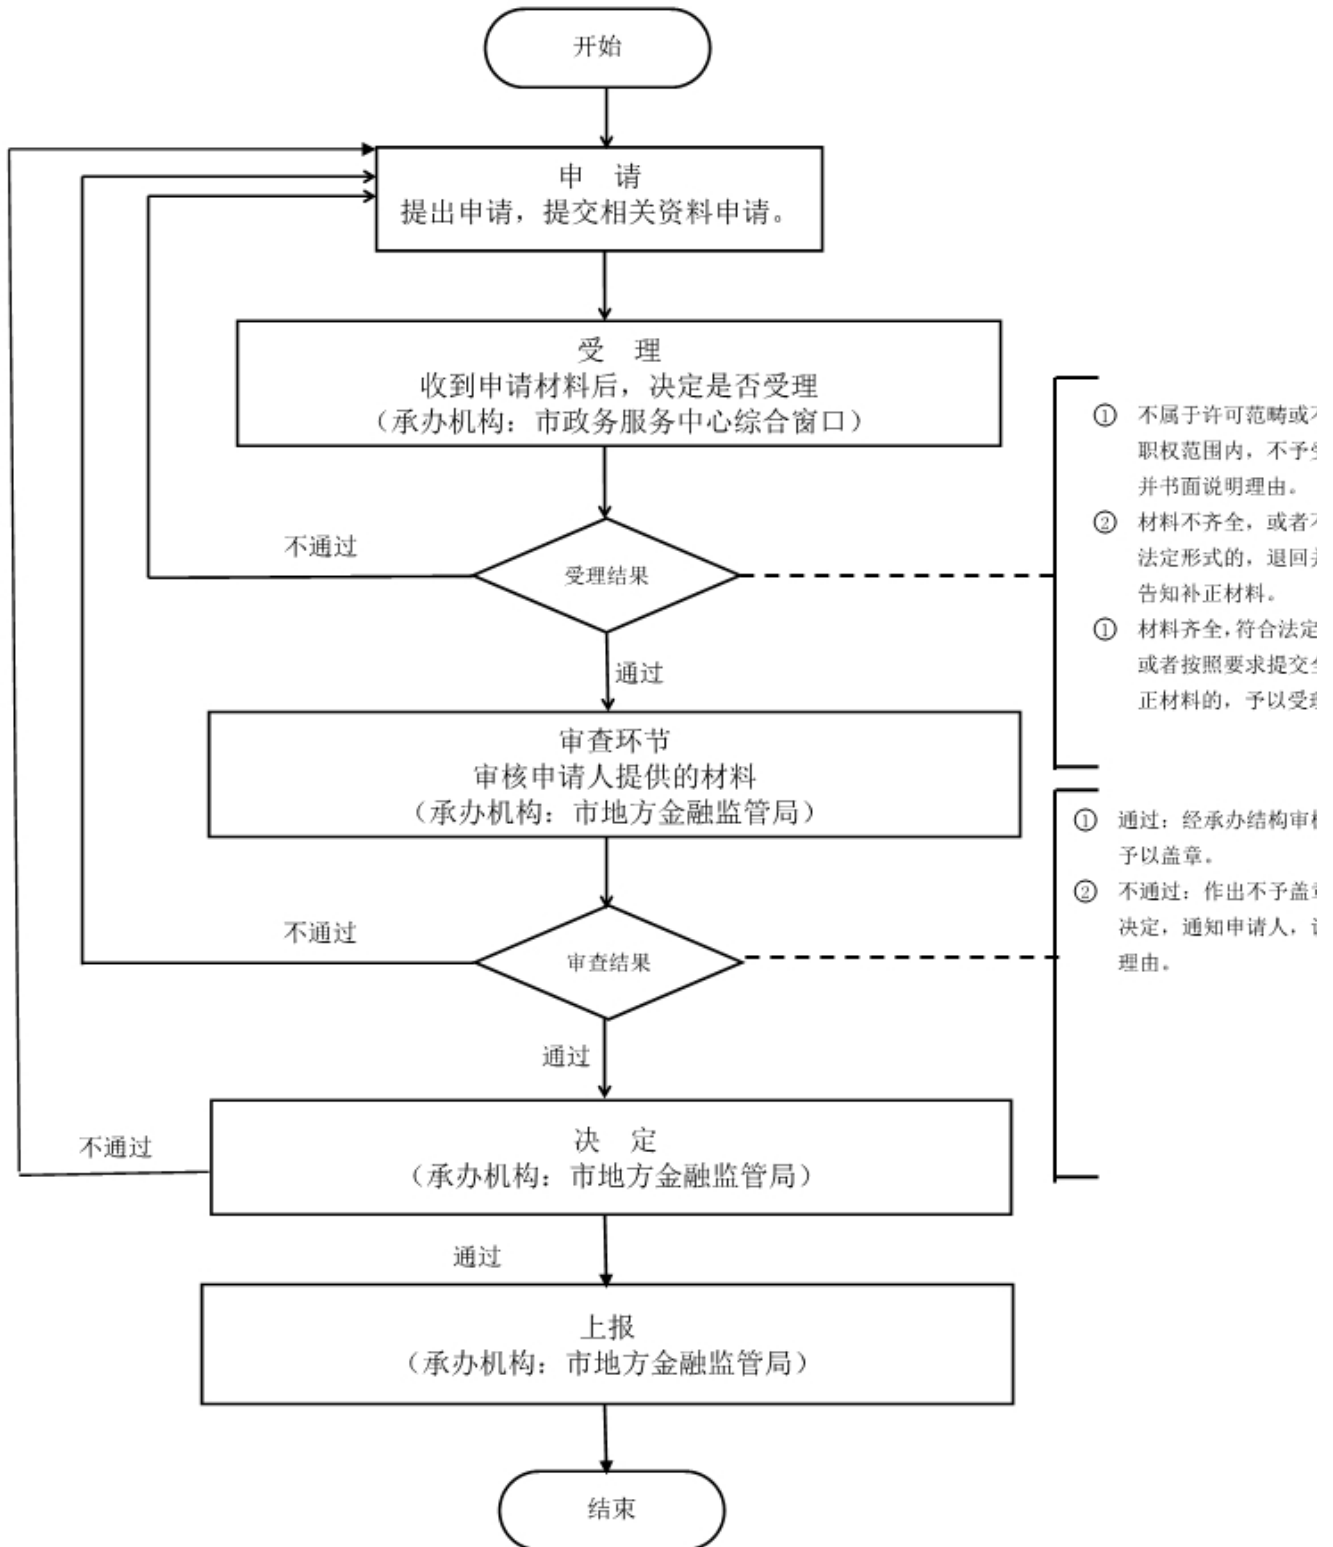 开始
申 请
提出申请，提交相关资料申请。
受 理
收到申请材料后，决定是否受理
（承办机构：市政务服务中心综合窗口）
不通过
受理结果
通过
① 不属于许可范畴或
职权范围内，不予
并书面说明理由。
② 材料不齐全，或者
法定形式的，退回
告知补正材料。
① 材料齐全，符合法定
或者按照要求提交
正材料的，予以受理
审查环节
审核申请人提供的材料
（承办机构：市地方金融监管局）
不通过
审查结果
通过
① 通过：经承办结构审
予以盖章。
② 不通过：作出不予盖
决定，通知申请人，
理由。
决 定
（承办机构：市地方金融监管局）
不通过
通过
上报
（承办机构：市地方金融监管局）
结束